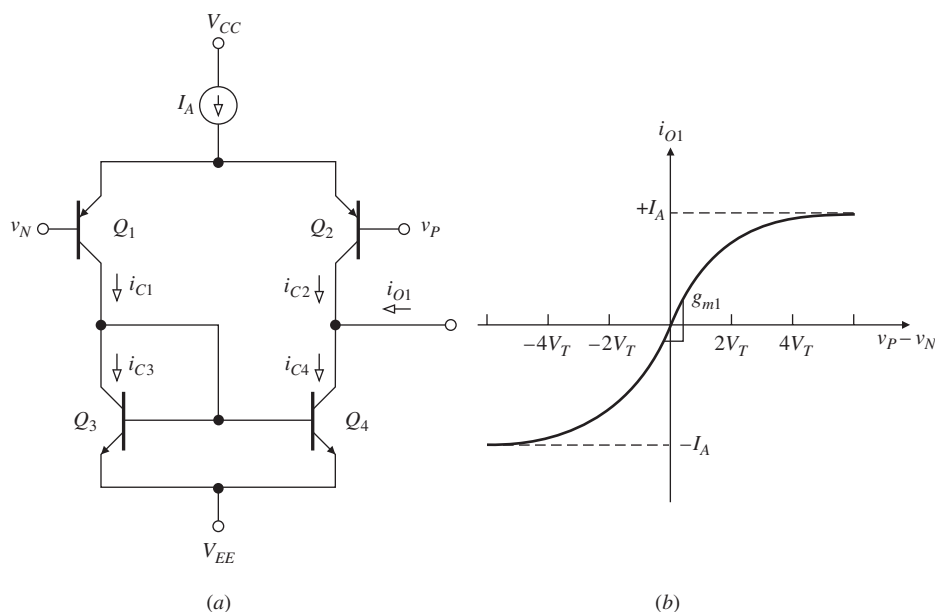 V_CC
I_A
v_N
Q_1
Q_2
v_P
i_C1
i_C2
i_O1
i_C3
i_C4
Q_3
Q_4
V_EE
(a)
i_O1
+I_A
g_m1
−4V_T
−2V_T
2V_T
4V_T
v_P − v_N
−I_A
(b)